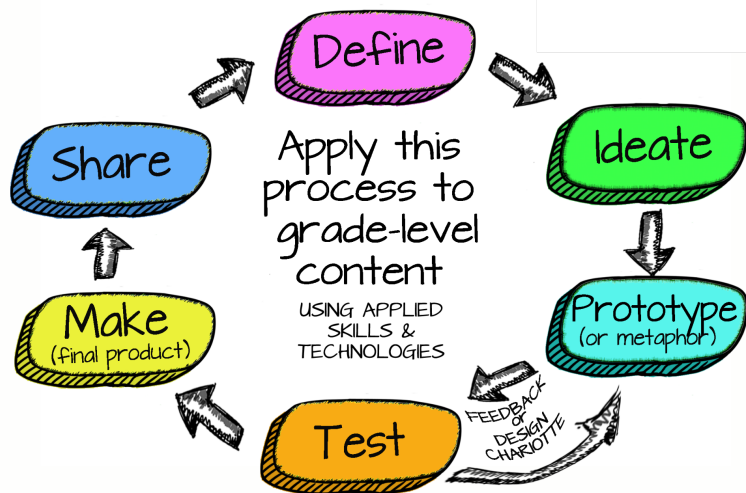 Define
Ideate
Prototype
(or metaphor)
FEEDBACK
or
DESIGN
CHARIOTTE
Test
Make
(final product)
Share
Apply this
process to
grade-level
content
USING APPLIED
SKILLS &
TECHNOLOGIES